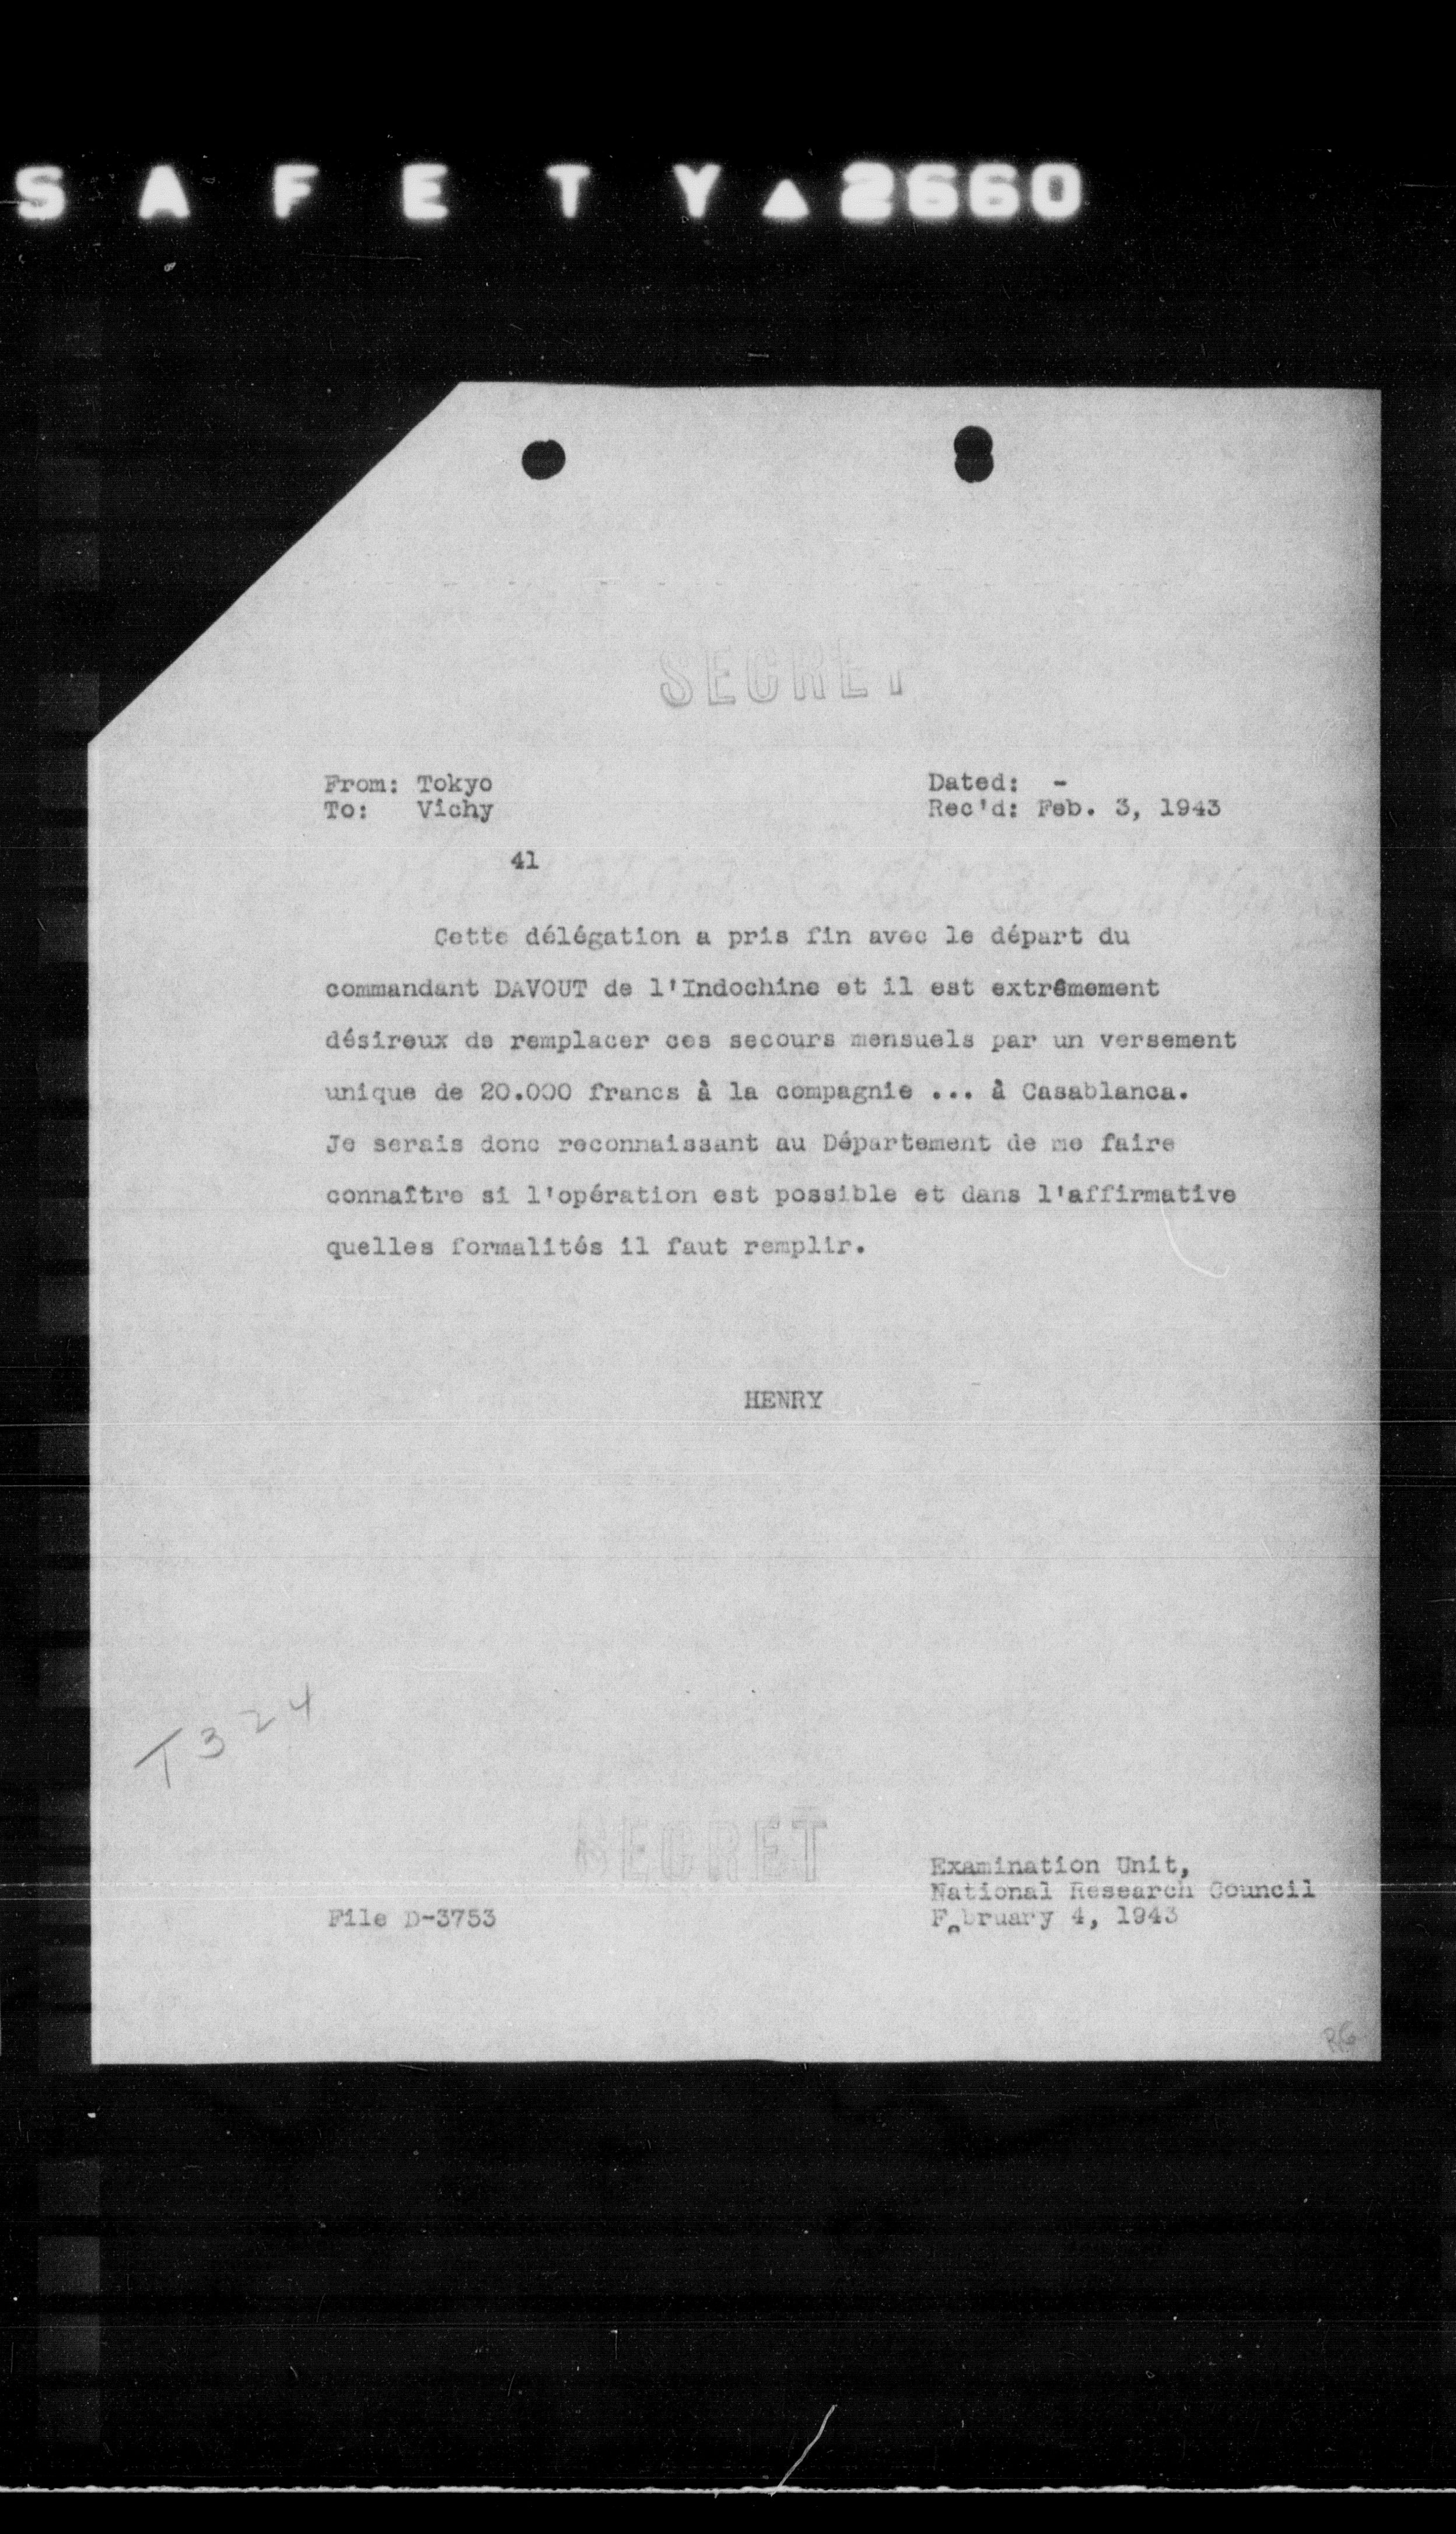 SAFETY▲2660
SECRET
From: Tokyo
To: Vichy
Dated: -
Rec'd: Feb. 3, 1943
41
Cette délégation a pris fin avec le départ du
commandant DAVOUT de l'Indochine et il est extrêmement
désireux de remplacer ces secours mensuels par un versement
unique de 20.000 francs à la compagnie ... à Casablanca.
Je serais donc reconnaissant au Département de me faire
connaître si l'opération est possible et dans l'affirmative
quelles formalités il faut remplir.
HENRY
T324
SECRET
Examination Unit,
National Research Council
February 4, 1943
File D-3753